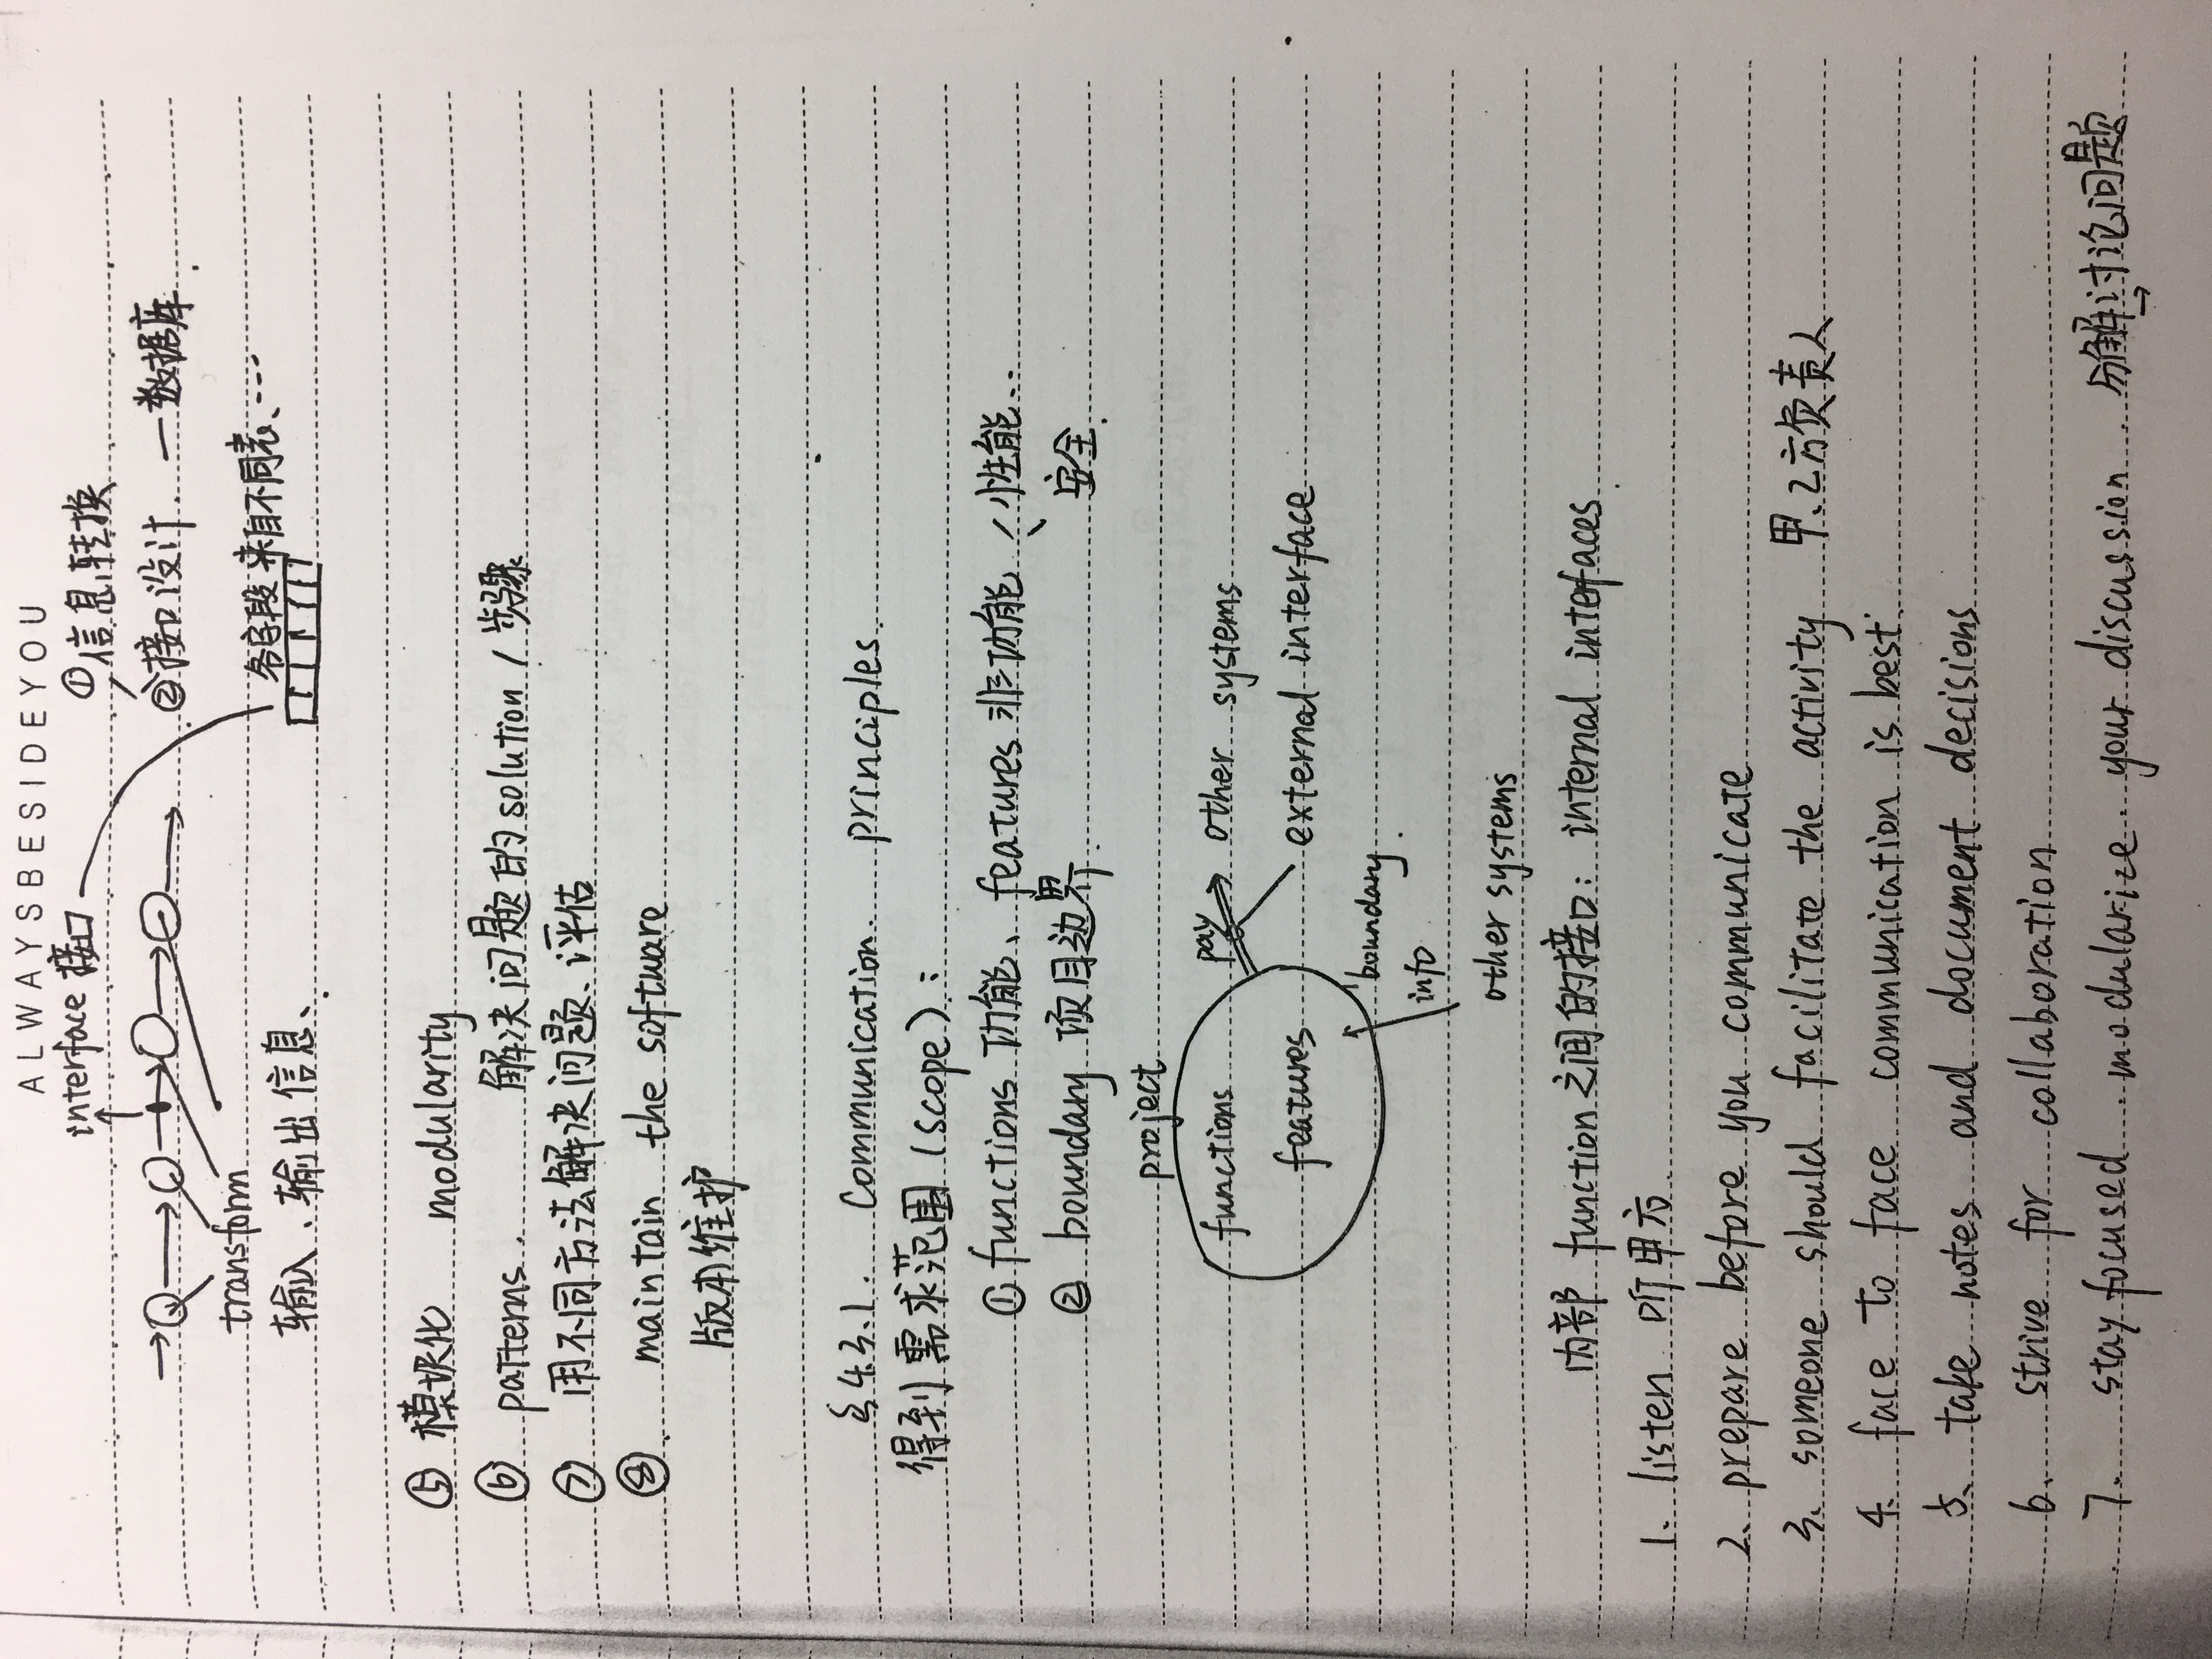 ALWAYSBESIDEYOU
interface 接口
① 信息转换
② 接口设计. 一数据库
transform
输入、输出信息、
各字段来自不同表、…
⑤ 模块化 modularity
⑥ patterns. 解决问题的solution / 步骤
⑦ 用不同方法解决问题、评估
⑧. maintain the software
版本维护
§4.3.1. Communication. principles.
得到需求范围 (scope):
① functions 功能、features 非功能 性能..
安全.
② boundary 项目边界.
project
functions
features
pay
other systems
external interface
boundary.
info
other systems
内部 function之间的接口: internal interfaces
1. listen 听甲方
2. prepare before you communicate
3. someone should facilitate the activity 甲、乙方负责人
4. face to face communication is best.
5. take notes and document decisions
6. strive for collaboration
7. stay focused. modularize your discussion. 分解讨论问题